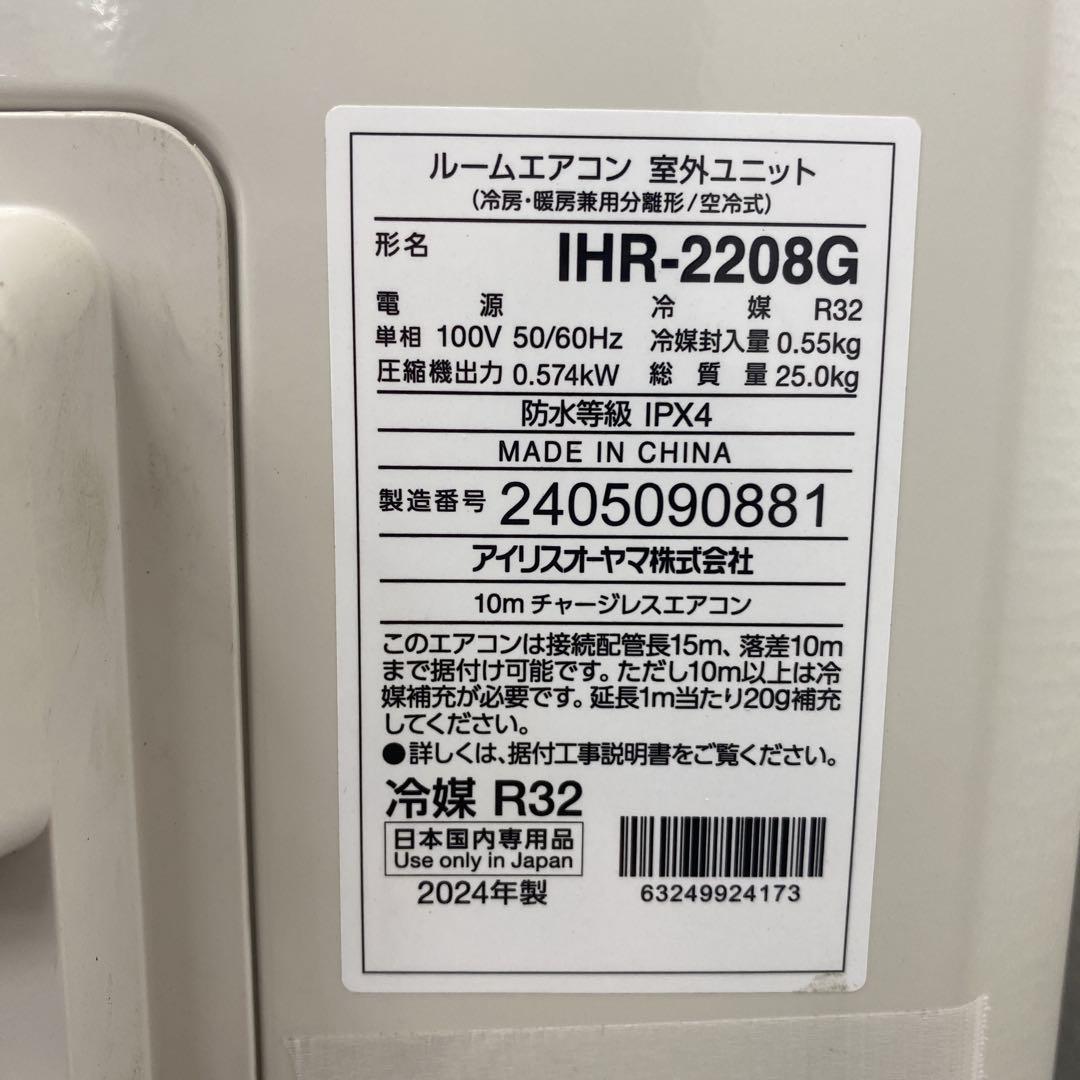 ルームエアコン 室外ユニット
(冷房・暖房兼用分離形/空冷式)
形名 IHR-2208G
電源 冷媒 R32
単相 100V 50/60Hz 冷媒封入量 0.55kg
圧縮機出力 0.574kW 総質量 25.0kg
防水等級 IPX4
MADE IN CHINA
製造番号 2405090881
アイリスオーヤマ株式会社
10m チャージレスエアコン
このエアコンは接続配管長15m、落差10m
まで据付け可能です。ただし10m以上は冷
媒補充が必要です。延長1m当たり20g補充
してください。
●詳しくは、据付工事説明書をご覧ください。
冷媒 R32
日本国内専用品
Use only in Japan
2024年製
63249924173